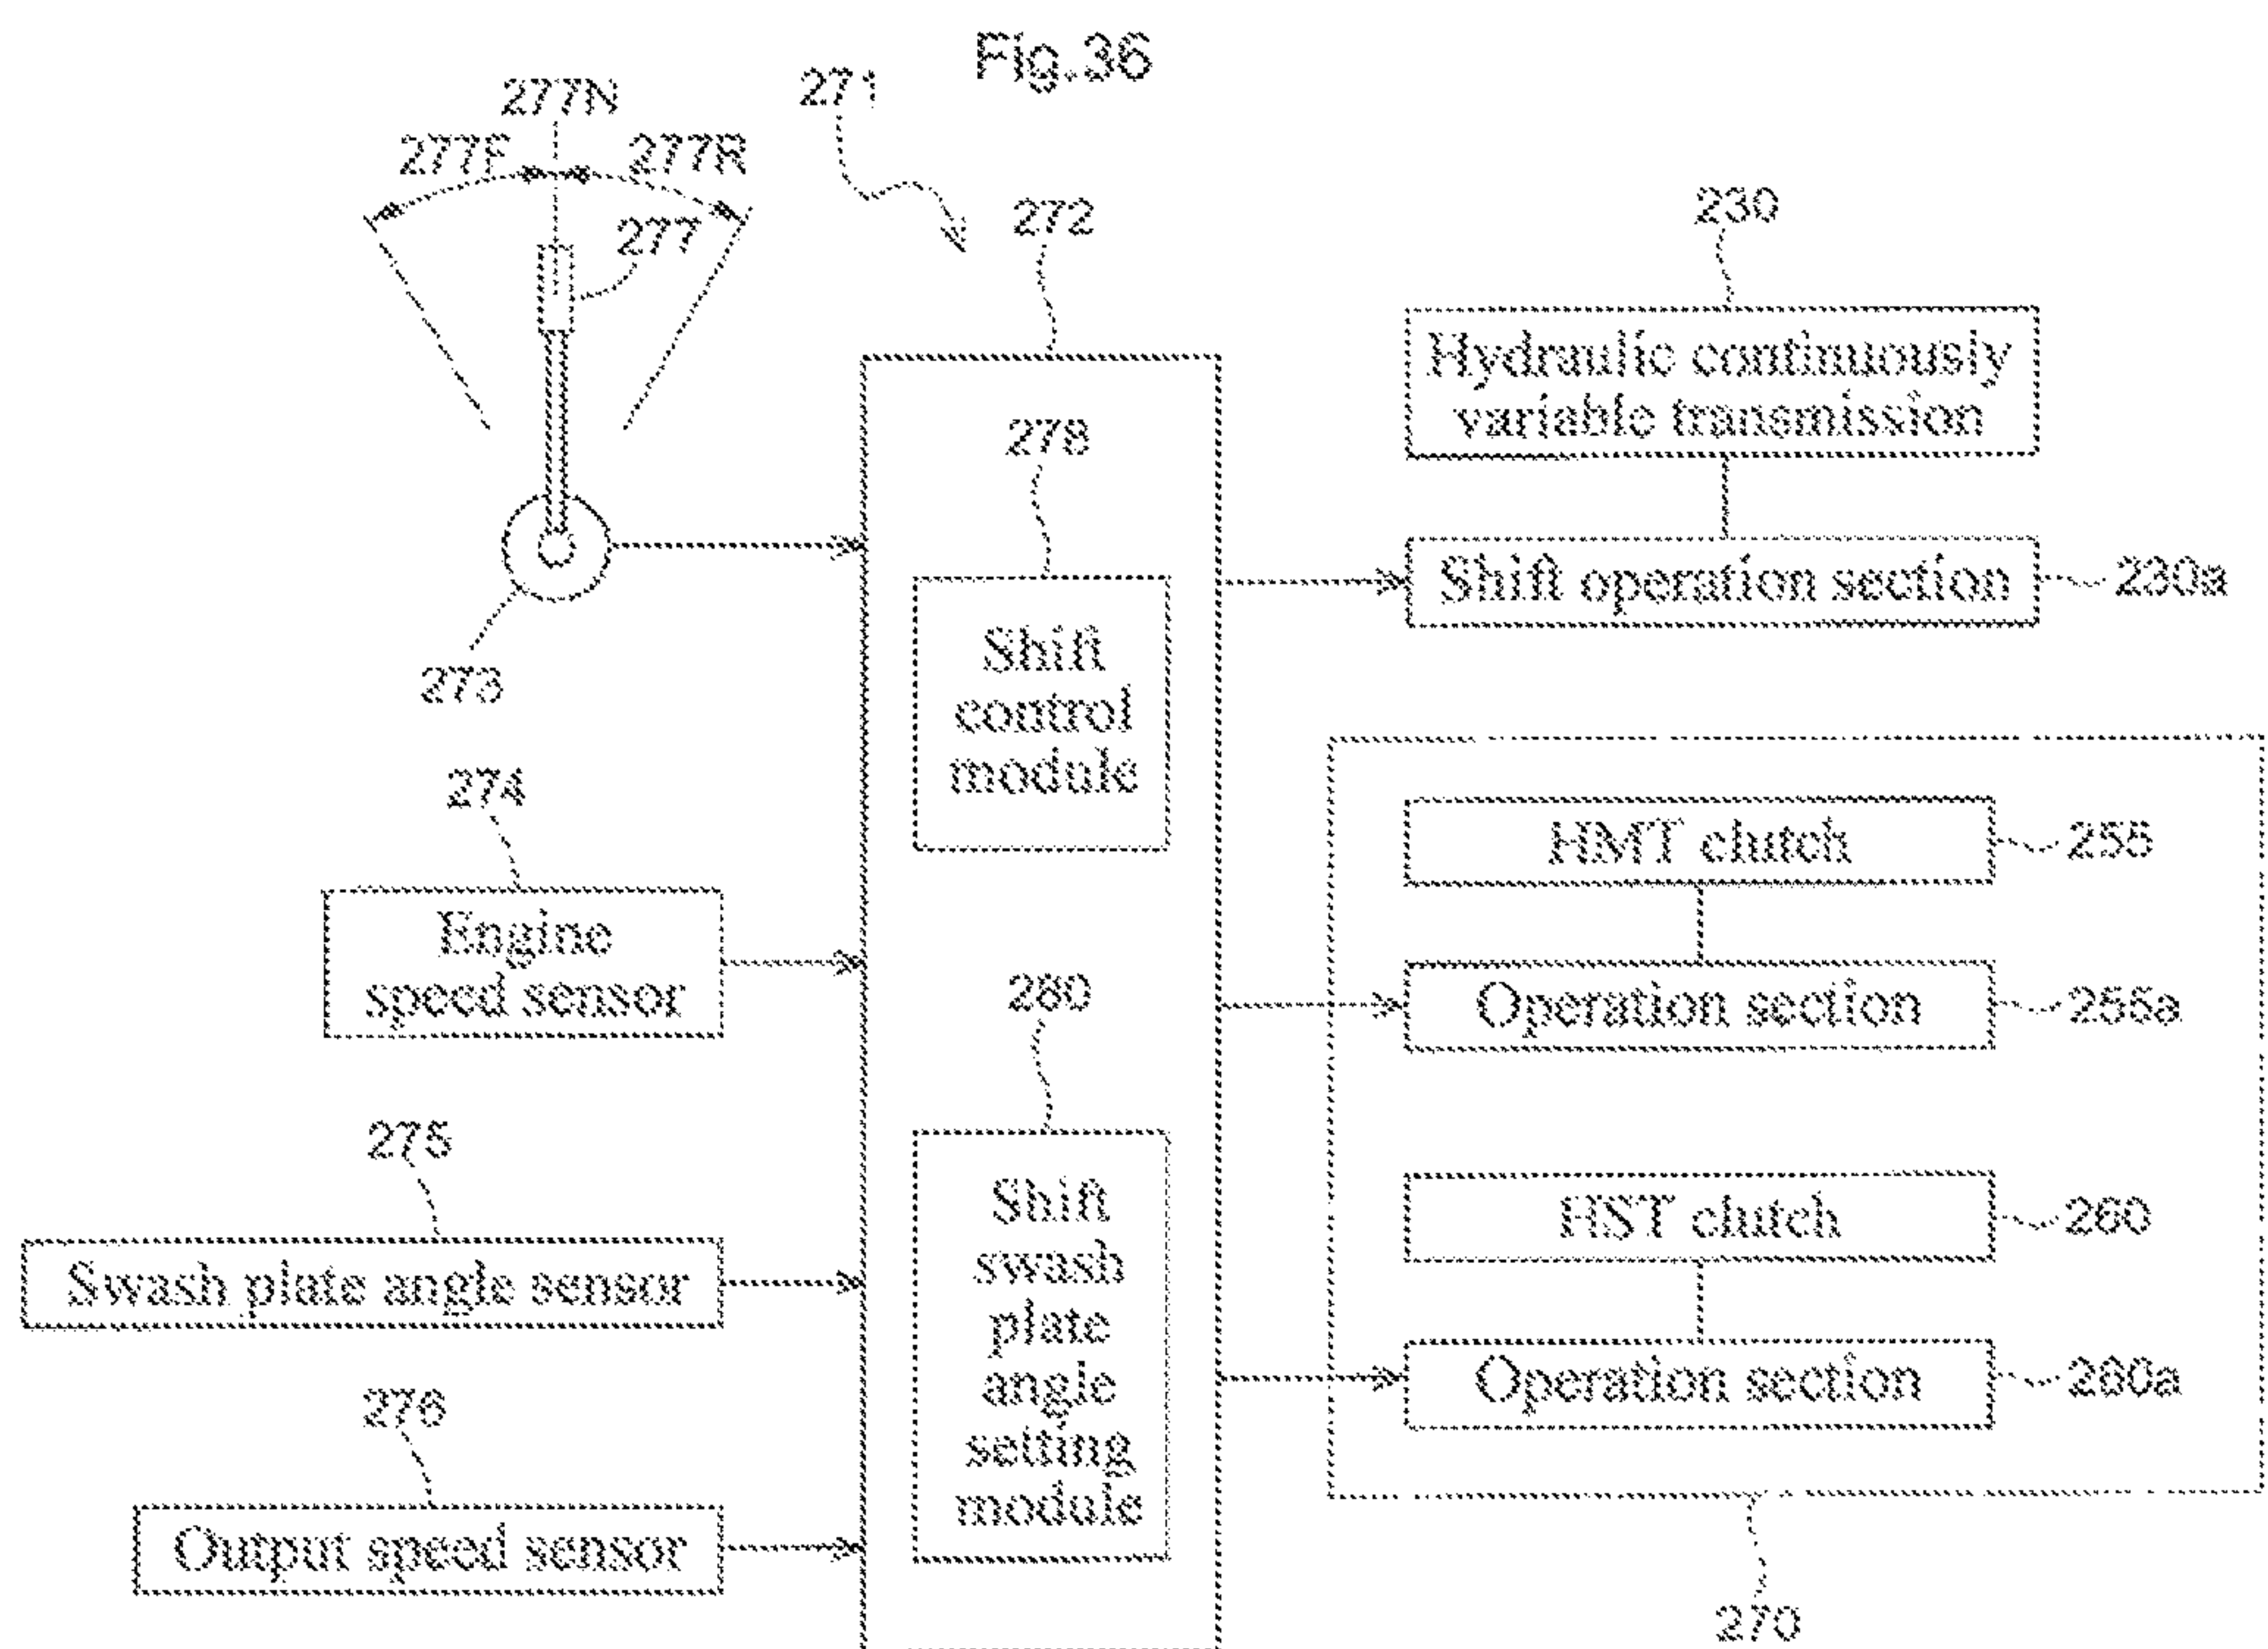 Fig.36
271
277N
277F
277R
277
272
230
Hydraulic continuously
variable transmission
278
Shift operation section
230a
Shift
control
module
273
274
Engine
speed sensor
HMT clutch
255
280
Operation section
255a
275
Swash plate angle sensor
Shift
swash
plate
angle
setting
module
HST clutch
260
276
Operation section
260a
Output speed sensor
270